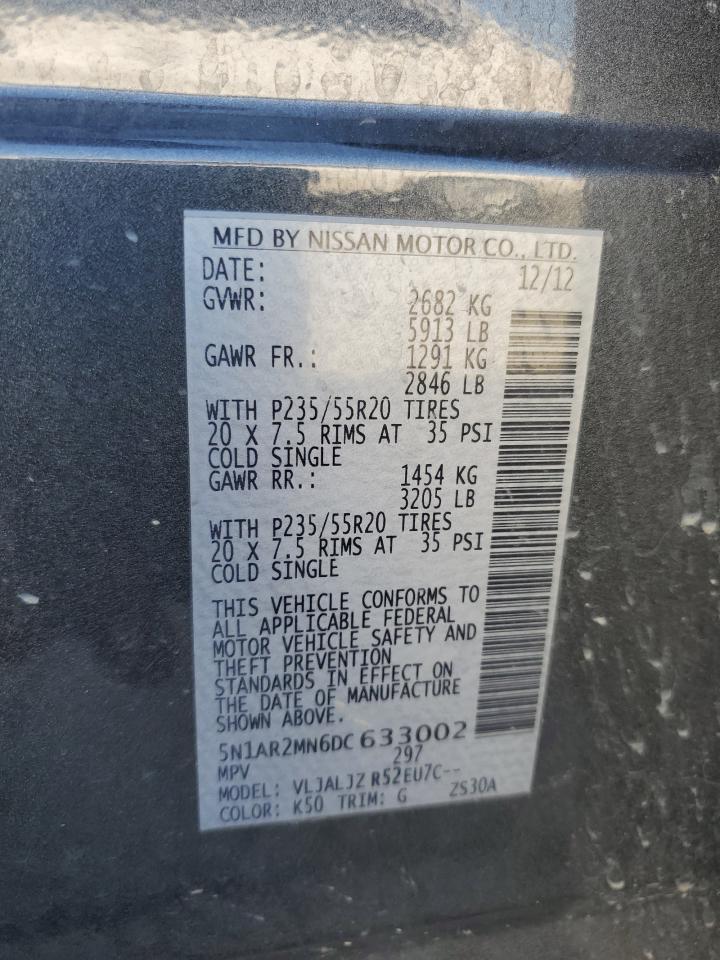 MFD BY NISSAN MOTOR CO., LTD.
DATE: 12/12
GVWR: 2682 KG
5913 LB
GAWR FR.: 1291 KG
2846 LB
WITH P235/55R20 TIRES
20 X 7.5 RIMS AT 35 PSI
COLD SINGLE
GAWR RR.: 1454 KG
3205 LB
WITH P235/55R20 TIRES
20 X 7.5 RIMS AT 35 PSI
COLD SINGLE
THIS VEHICLE CONFORMS TO
ALL APPLICABLE FEDERAL
MOTOR VEHICLE SAFETY AND
THEFT PREVENTION
STANDARDS IN EFFECT ON
THE DATE OF MANUFACTURE
SHOWN ABOVE.
5N1AR2MN6DC 633002
MPV 297
MODEL: VLJALJZ R52EU7C--
COLOR: K50 TRIM: G ZS30A